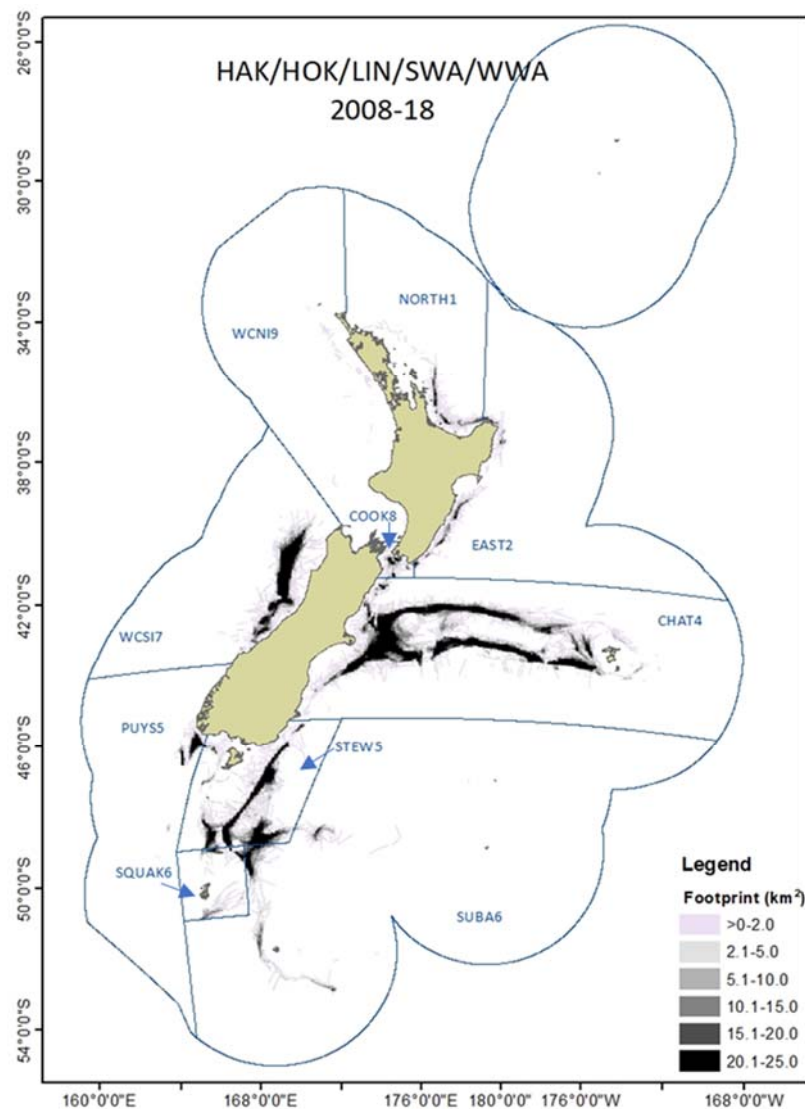 HAK/HOK/LIN/SWA/WWA
2008-18
26°0'0"S
30°0'0"S
34°0'0"S
38°0'0"S
42°0'0"S
46°0'0"S
50°0'0"S
54°0'0"S
NORTH1
WCNI9
COOK8
EAST2
CHAT4
WCSI7
PUYS5
STEW5
SQUAK6
SUBA6
Legend
Footprint (km²)
>0-2.0
2.1-5.0
5.1-10.0
10.1-15.0
15.1-20.0
20.1-25.0
160°0'0"E
168°0'0"E
176°0'0"E
180°0'0"
176°0'0"W
168°0'0"W